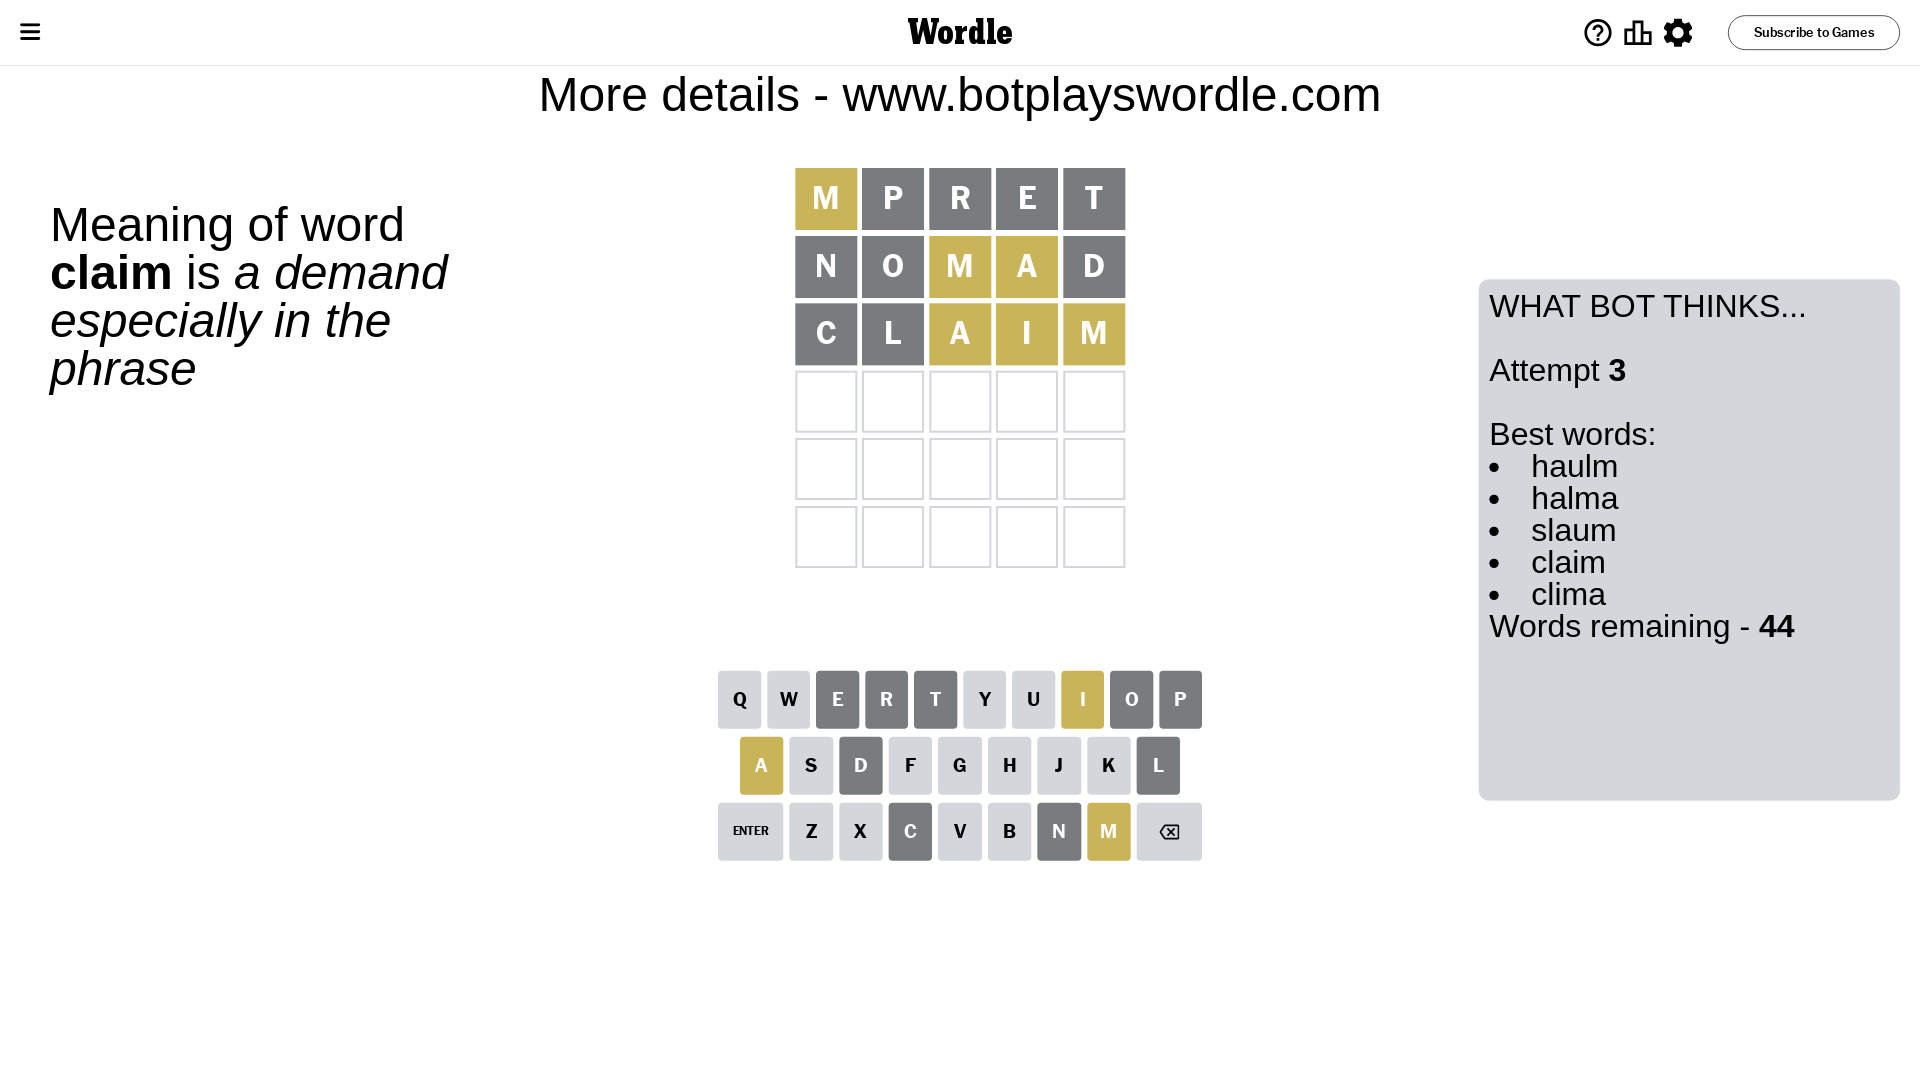 Wordle
Subscribe to Games
More details - www.botplayswordle.com
Meaning of word
claim is a demand
especially in the
phrase
M P R E T
N O M A D
C L A I M
WHAT BOT THINKS...
Attempt 3
Best words:
• haulm
• halma
• slaum
• claim
• clima
Words remaining - 44
Q W E R T Y U I O P
A S D F G H J K L
ENTER Z X C V B N M